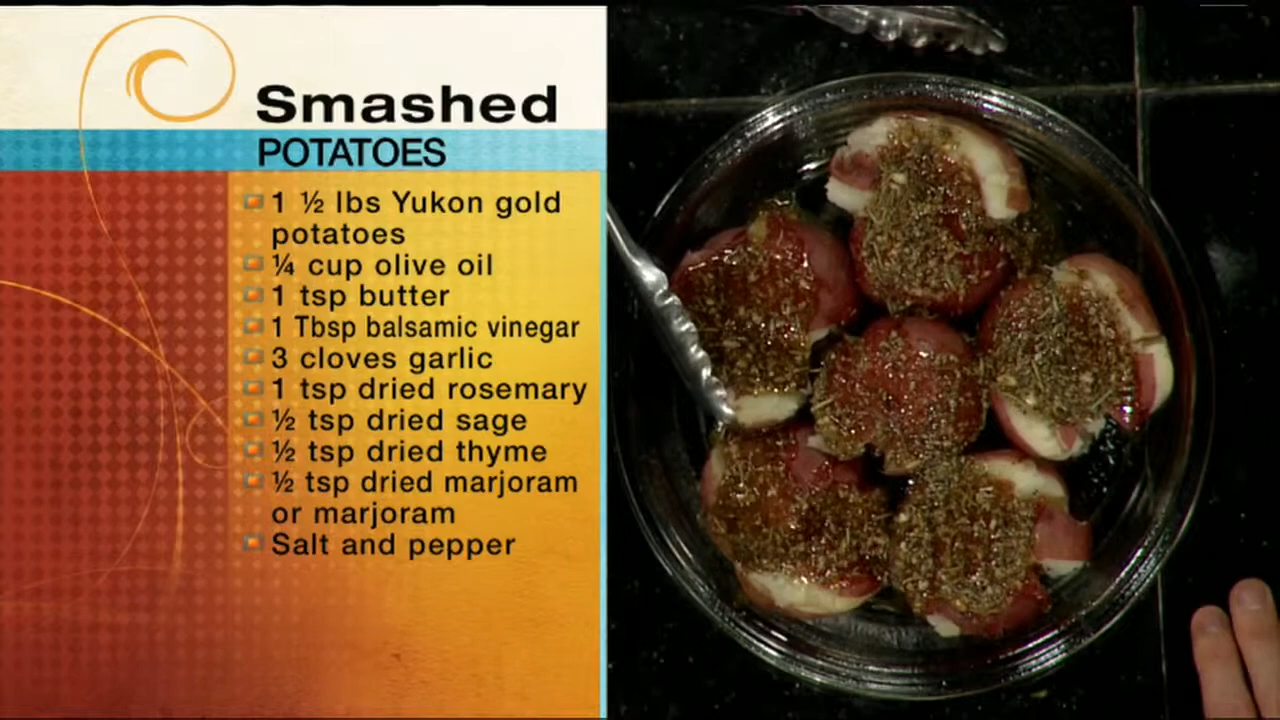 Smashed
POTATOES
1 ½ lbs Yukon gold
potatoes
¼ cup olive oil
1 tsp butter
1 Tbsp balsamic vinegar
3 cloves garlic
1 tsp dried rosemary
½ tsp dried sage
½ tsp dried thyme
½ tsp dried marjoram
or marjoram
Salt and pepper